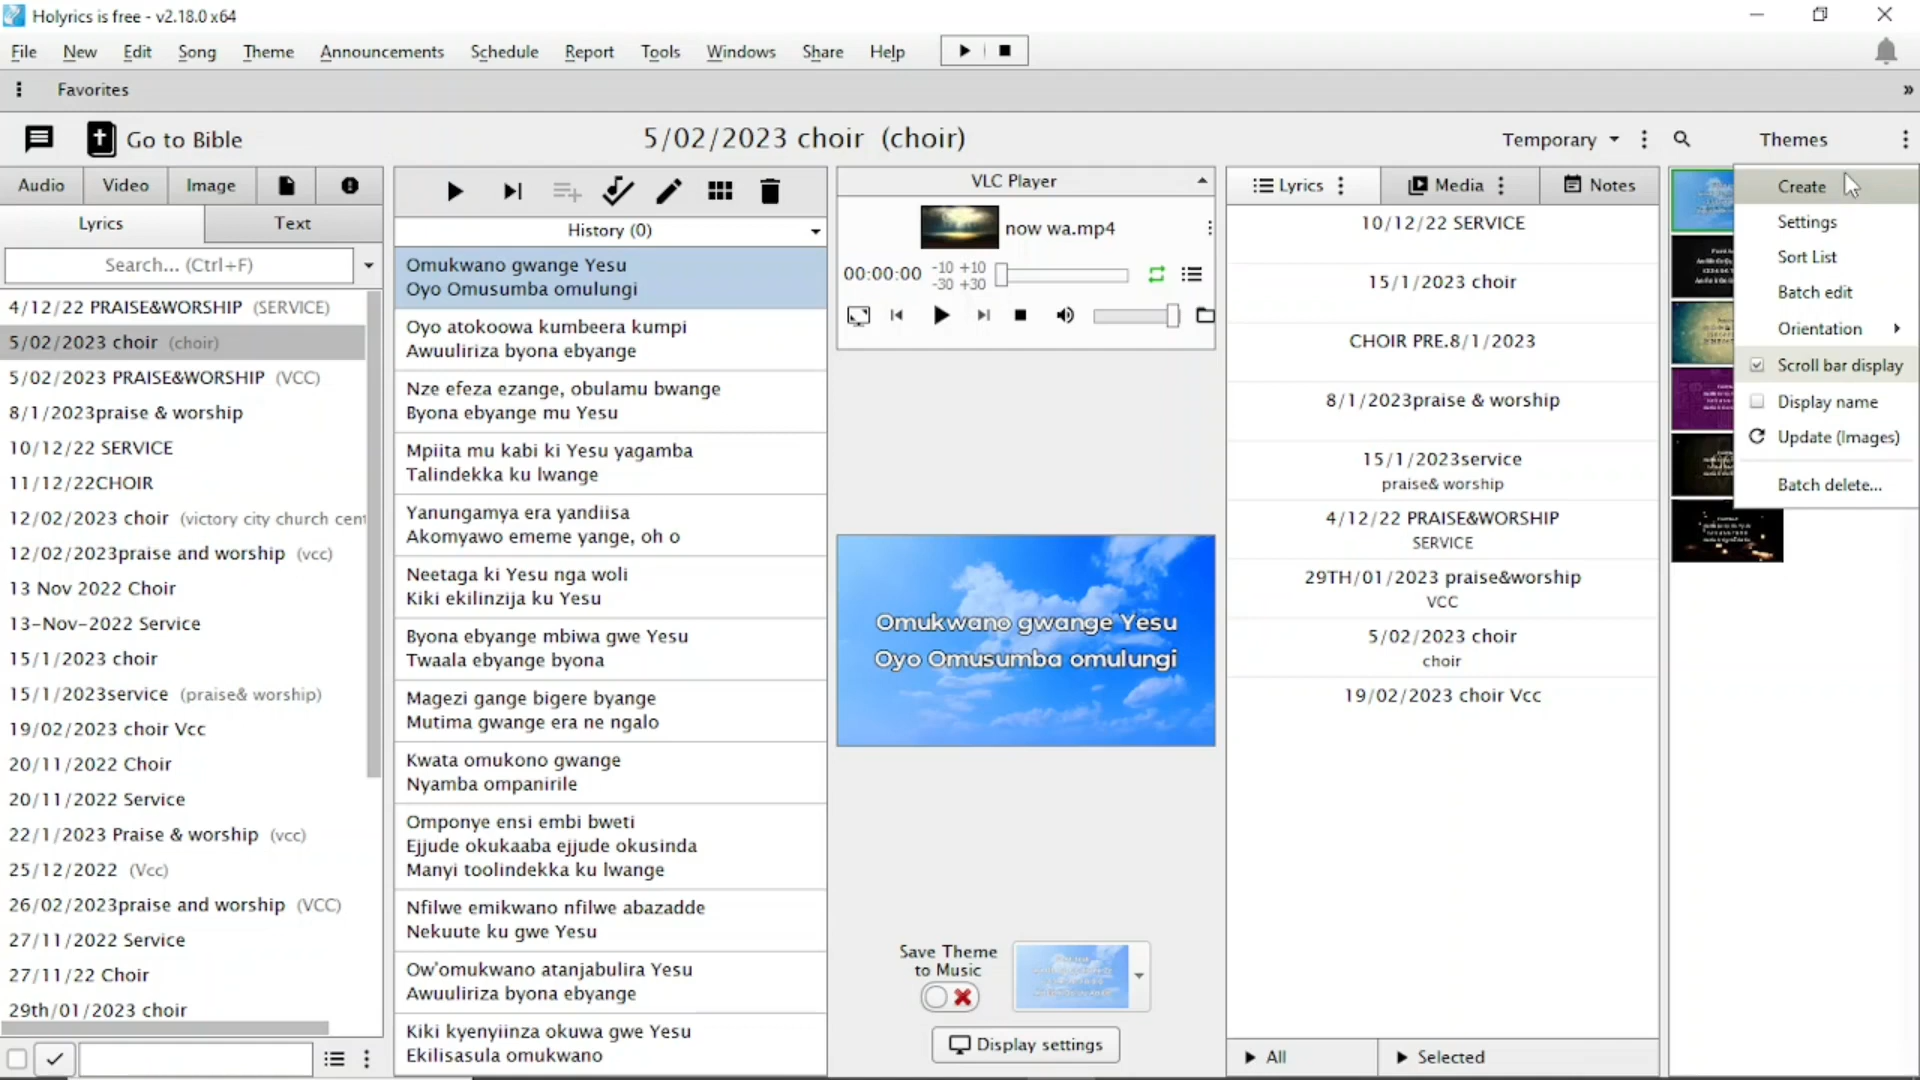 Holyrics is free - v2.18.0 x64
File New Edit Song Theme Announcements Schedule Report Tools Windows Share Help
Favorites
Go to Bible
5/02/2023 choir (choir)
Temporary
Themes
Audio Video Image
Lyrics Text
Search... (Ctrl+F)
4/12/22 PRAISE&WORSHIP (SERVICE)
5/02/2023 choir (choir)
5/02/2023 PRAISE&WORSHIP (VCC)
8/1/2023praise & worship
10/12/22 SERVICE
11/12/22CHOIR
12/02/2023 choir (victory city church cent
12/02/2023praise and worship (vcc)
13 Nov 2022 Choir
13-Nov-2022 Service
15/1/2023 choir
15/1/2023service (praise& worship)
19/02/2023 choir Vcc
20/11/2022 Choir
20/11/2022 Service
22/1/2023 Praise & worship (vcc)
25/12/2022 (Vcc)
26/02/2023praise and worship (VCC)
27/11/2022 Service
27/11/22 Choir
29th/01/2023 choir
History (0)
Omukwano gwange Yesu
Oyo Omusumba omulungi
Oyo atokoowa kumbeera kumpi
Awuuliriza byona ebyange
Nze efeza ezange, obulamu bwange
Byona ebyange mu Yesu
Mpiita mu kabi ki Yesu yagamba
Talindekka ku lwange
Yanungamya era yandiisa
Akomyawo ememe yange, oh o
Neetaga ki Yesu nga woli
Kiki ekilinzija ku Yesu
Byona ebyange mbiwa gwe Yesu
Twaala ebyange byona
Magezi gange bigere byange
Mutima gwange era ne ngalo
Kwata omukono gwange
Nyamba ompanirile
Omponye ensi embi bweti
Ejjude okukaaba ejjude okusinda
Manyi toolindekka ku lwange
Nfilwe emikwano nfilwe abazadde
Nekuute ku gwe Yesu
Ow'omukwano atanjabulira Yesu
Awuuliriza byona ebyange
Kiki kyenyiinza okuwa gwe Yesu
Ekilisasula omukwano
VLC Player
now wa.mp4
00:00:00
-10 +10
-30 +30
Omukwano gwange Yesu
Oyo Omusumba omulungi
Save Theme
to Music
Display settings
Lyrics Media Notes
10/12/22 SERVICE
15/1/2023 choir
CHOIR PRE.8/1/2023
8/1/2023praise & worship
15/1/2023service
praise& worship
4/12/22 PRAISE&WORSHIP
SERVICE
29TH/01/2023 praise&worship
VCC
5/02/2023 choir
choir
19/02/2023 choir Vcc
All Selected
Create
Settings
Sort List
Batch edit
Orientation
Scroll bar display
Display name
Update (Images)
Batch delete...